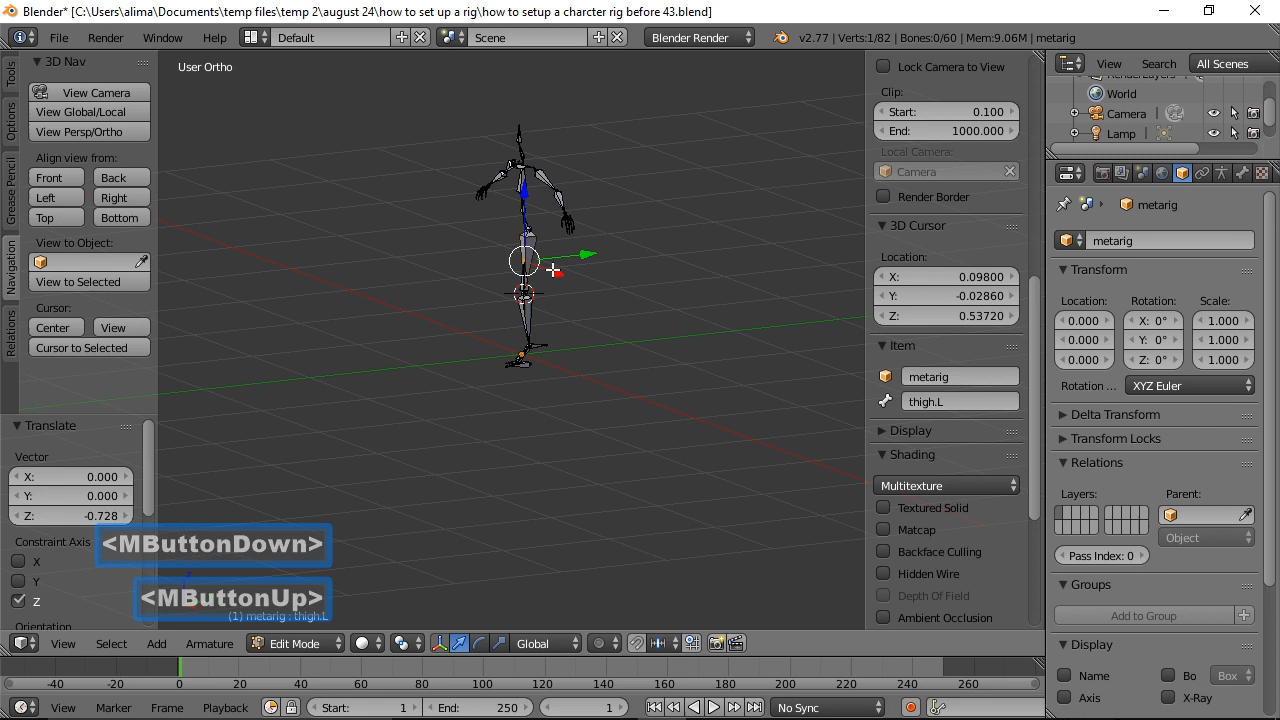 Blender* [C:\Users\alima\Documents\temp files\temp 2\august 24\how to set up a rig\how to setup a charcter rig before 43.blend]
File Render Window Help Default Scene Blender Render v2.77 | Verts:1/82 | Bones:0/60 | Mem:9.06M | metarig
Tools
Options
Grease Pencil
Navigation
Relations
3D Nav
View Camera
View Global/Local
View Persp/Ortho
Align view from:
Front Back
Left Right
Top Bottom
View to Object:
View to Selected
Cursor:
Center View
Cursor to Selected
Translate
Vector
X: 0.000
Y: 0.000
Z: -0.728
Constraint Axis
X
Y
Z
Orientation
User Ortho
<MButtonDown>
<MButtonUp>
(1) metarig : thigh.L
Lock Camera to View
Clip:
Start: 0.100
End: 1000.000
Local Camera:
Camera
Render Border
3D Cursor
Location:
X: 0.09800
Y: -0.02860
Z: 0.53720
Item
metarig
thigh.L
Display
Shading
Multitexture
Textured Solid
Matcap
Backface Culling
Hidden Wire
Depth Of Field
Ambient Occlusion
View Search All Scenes
RenderLayers
World
Camera
Lamp
metarig
metarig
Transform
Location: Rotation: Scale:
0.000 X: 0° 1.000
0.000 Y: 0° 1.000
0.000 Z: 0° 1.000
Rotation ... XYZ Euler
Delta Transform
Transform Locks
Relations
Layers: Parent:
Object
Pass Index: 0
Groups
Add to Group
Display
Name Bo Box
Axis X-Ray
View Select Add Armature Edit Mode Global
-40 -20 0 20 40 60 80 100 120 140 160 180 200 220 240 260
View Marker Frame Playback Start: 1 End: 250 1 No Sync